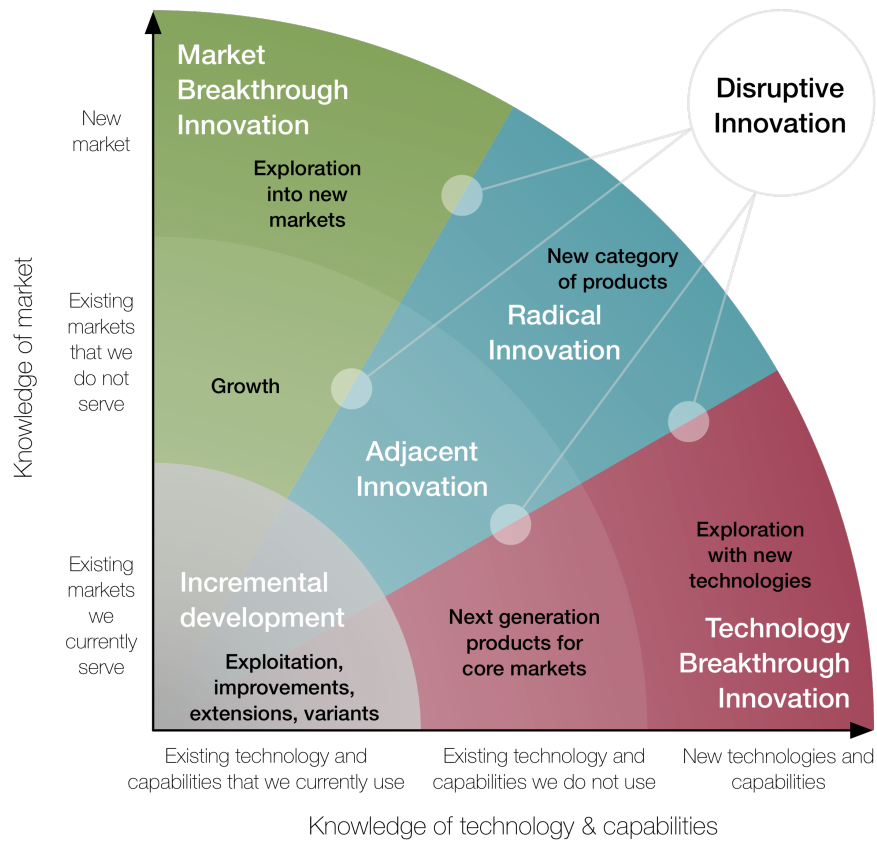 Market
Breakthrough
Innovation
Exploration
into new
markets
Disruptive
Innovation
New category
of products
Radical
Innovation
Growth
Adjacent
Innovation
Incremental
development
Exploitation,
improvements,
extensions, variants
Next generation
products for
core markets
Exploration
with new
technologies
Technology
Breakthrough
Innovation
Knowledge of market
New
market
Existing
markets
that we
do not
serve
Existing
markets
we
currently
serve
Existing technology and
capabilities that we currently use
Existing technology and
capabilities we do not use
New technologies and
capabilities
Knowledge of technology & capabilities